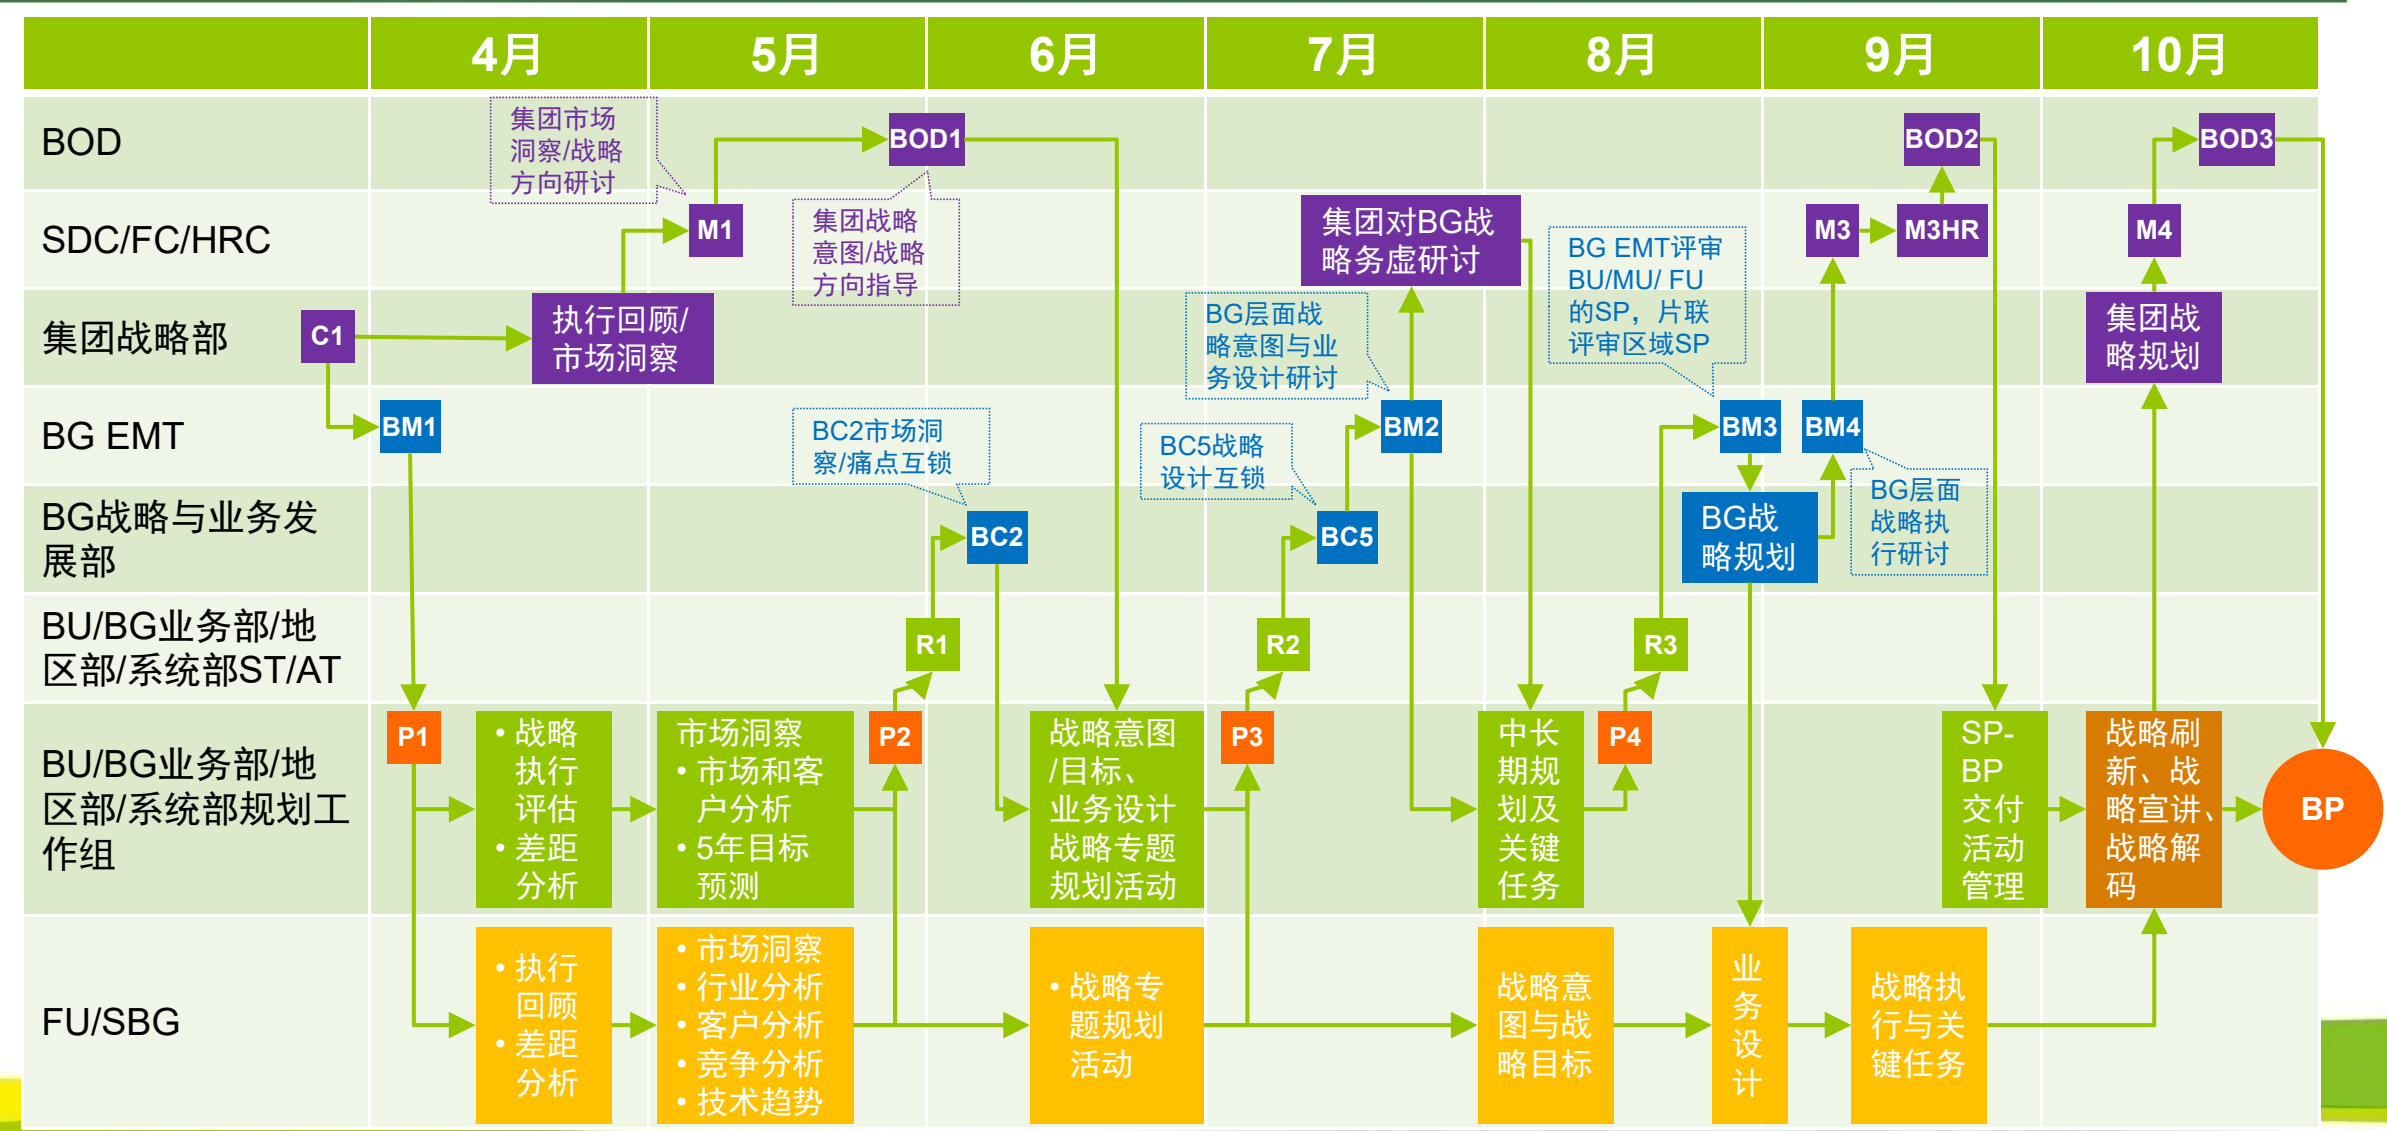 4月
5月
6月
7月
8月
9月
10月
BOD
集团市场
洞察/战略
方向研讨
BOD1
BOD2
BOD3
SDC/FC/HRC
M1
集团战略
意图/战略
方向指导
集团对BG战
略务虚研讨
BG EMT评审
BU/MU/ FU
的SP，片联
评审区域SP
M3
M3HR
M4
集团战略部
C1
执行回顾/
市场洞察
BG层面战
略意图与业
务设计研讨
集团战
略规划
BG EMT
BM1
BC2市场洞
察/痛点互锁
BC5战略
设计互锁
BM2
BM3
BM4
BG层面
战略执
行研讨
BG战略与业务发
展部
BC2
BC5
BG战
略规划
BU/BG业务部/地
区部/系统部ST/AT
R1
R2
R3
BU/BG业务部/地
区部/系统部规划工
作组
P1
• 战略
执行
评估
• 差距
分析
市场洞察
• 市场和客
户分析
• 5年目标
预测
P2
战略意图
/目标、
业务设计
战略专题
规划活动
P3
中长
期规
划及
关键
任务
P4
SP-
BP
交付
活动
管理
战略刷
新、战
略宣讲、
战略解
码
BP
FU/SBG
• 执行
回顾
• 差距
分析
• 市场洞察
• 行业分析
• 客户分析
• 竞争分析
• 技术趋势
• 战略专
题规划
活动
战略意
图与战
略目标
业
务
设
计
战略执
行与关
键任务